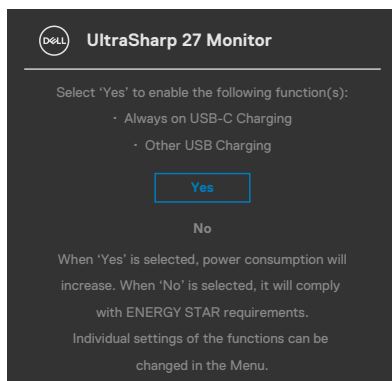 DELL UltraSharp 27 Monitor
Select ‘Yes’ to enable the following function(s):
· Always on USB-C Charging
· Other USB Charging
Yes
No
When ‘Yes’ is selected, power consumption will
increase. When ‘No’ is selected, it will comply
with ENERGY STAR requirements.
Individual settings of the functions can be
changed in the Menu.